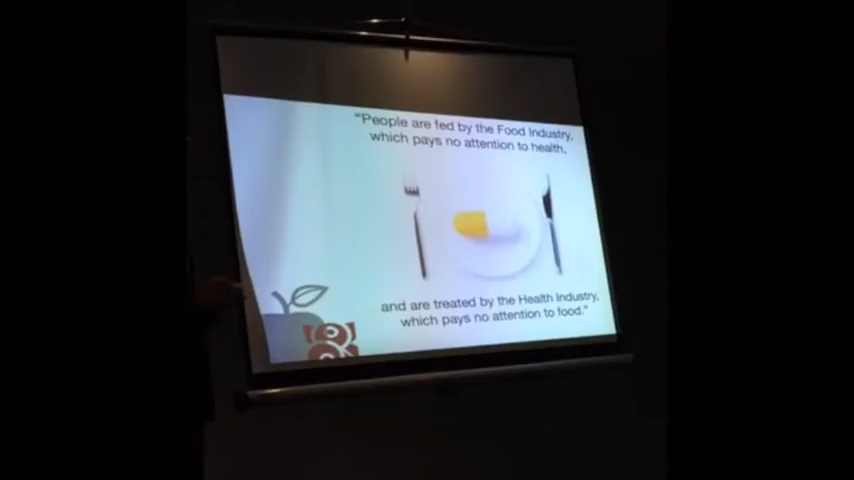 "People are fed by the Food Industry,
which pays no attention to health,
and are treated by the Health Industry,
which pays no attention to food."